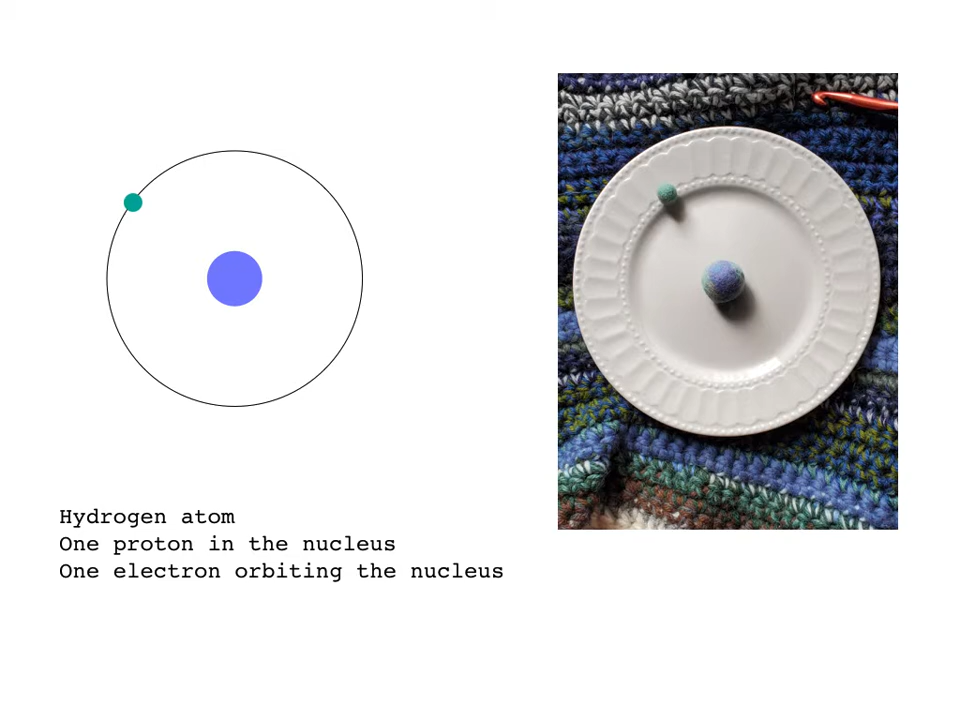 Hydrogen atom
One proton in the nucleus
One electron orbiting the nucleus